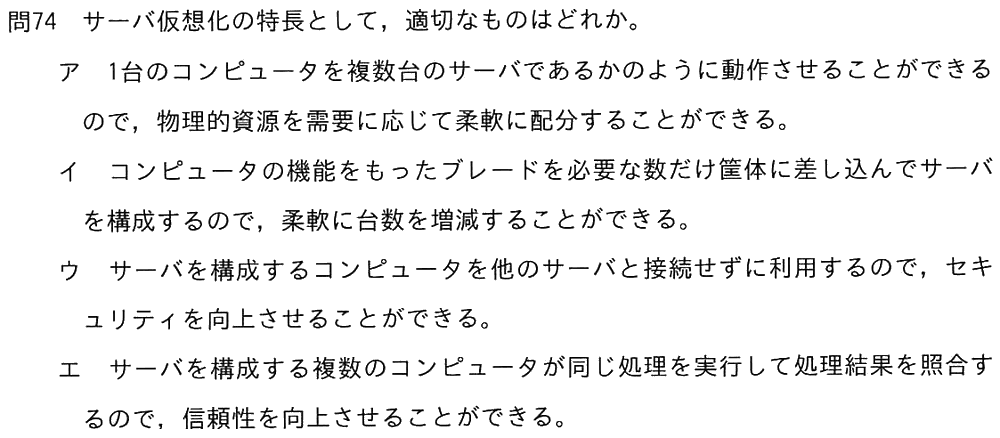 問74　サーバ仮想化の特長として，適切なものはどれか。
ア　1台のコンピュータを複数台のサーバであるかのように動作させることができる
ので，物理的資源を需要に応じて柔軟に配分することができる。
イ　コンピュータの機能をもったブレードを必要な数だけ筐体に差し込んでサーバ
を構成するので，柔軟に台数を増減することができる。
ウ　サーバを構成するコンピュータを他のサーバと接続せずに利用するので，セキ
ュリティを向上させることができる。
エ　サーバを構成する複数のコンピュータが同じ処理を実行して処理結果を照合す
るので，信頼性を向上させることができる。